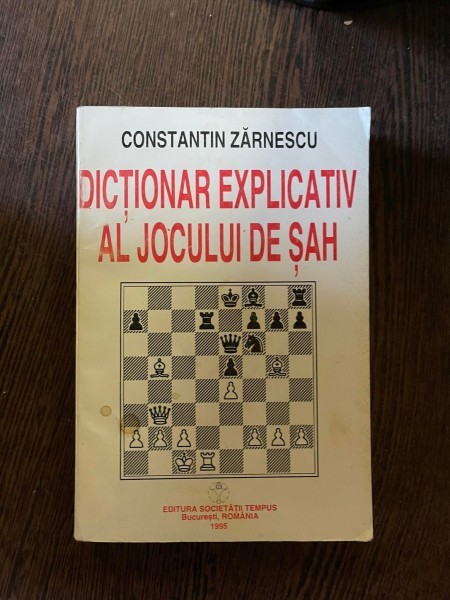 CONSTANTIN ZĂRNESCU
DICȚIONAR EXPLICATIV
AL JOCULUI DE ȘAH
EDITURA SOCIETĂȚII TEMPUS
București, ROMÂNIA
1995